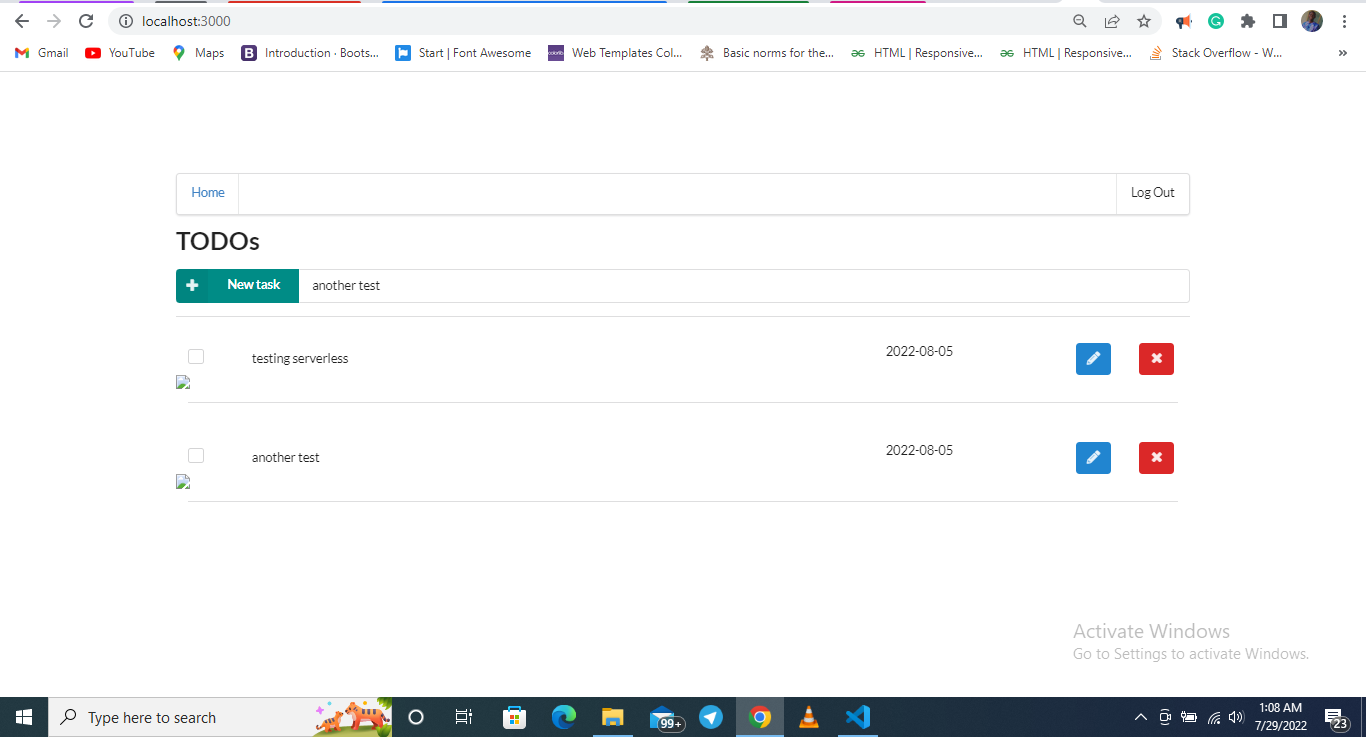 localhost:3000
Gmail YouTube Maps Introduction · Boots... Start | Font Awesome Web Templates Col... Basic norms for the... HTML | Responsive... HTML | Responsive... Stack Overflow - W... »
Home Log Out
TODOs
New task another test
testing serverless 2022-08-05
another test 2022-08-05
Activate Windows
Go to Settings to activate Windows.
Type here to search
99+
1:08 AM
7/29/2022
23